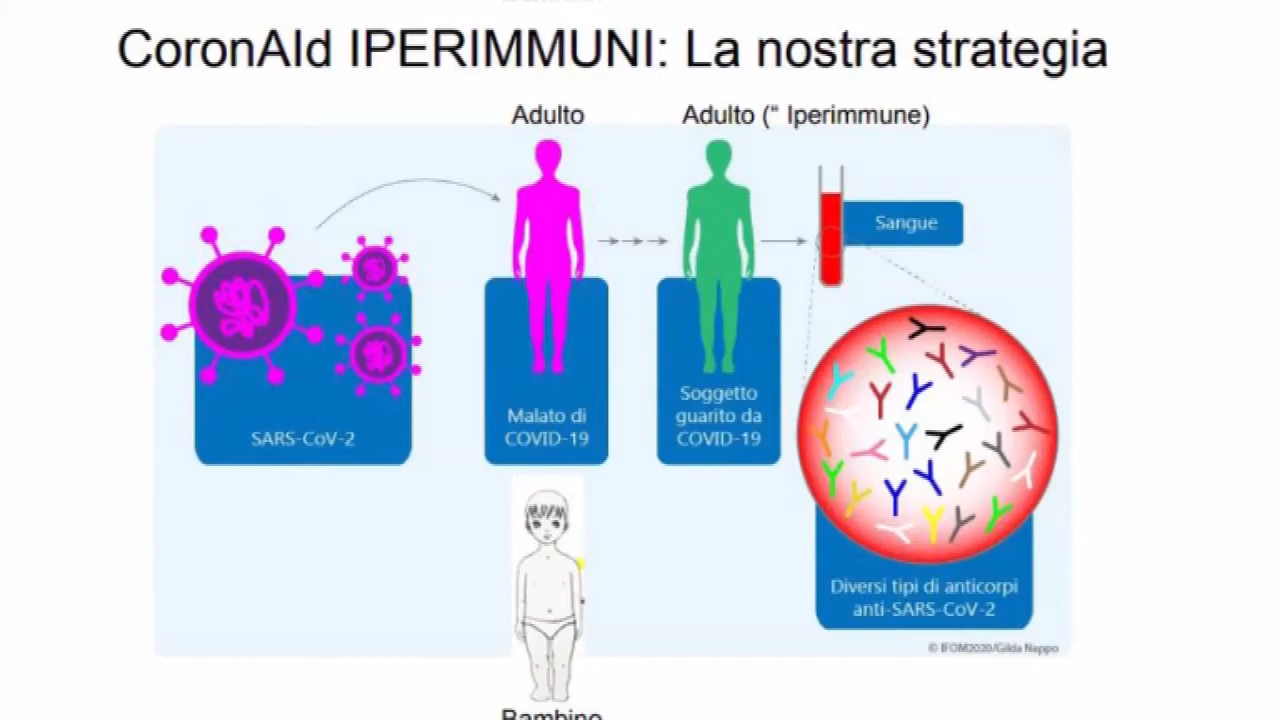 CoronAId IPERIMMUNI: La nostra strategia
Adulto
Adulto (“ Iperimmune)
Sangue
SARS-CoV-2
Malato di
COVID-19
Soggetto
guarito da
COVID-19
Diversi tipi di anticorpi
anti-SARS-CoV-2
© IFOM2020/Gilda Nappo
Bambino